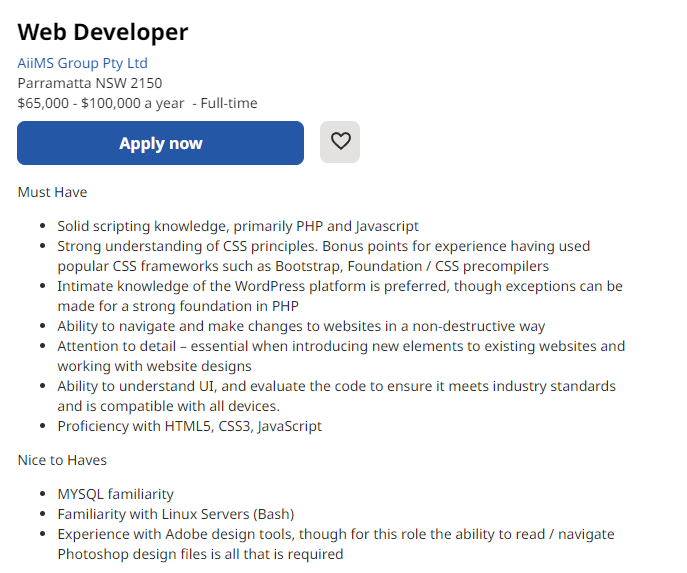 Web Developer
AiiMS Group Pty Ltd
Parramatta NSW 2150
$65,000 - $100,000 a year - Full-time
Apply now
Must Have
• Solid scripting knowledge, primarily PHP and Javascript
• Strong understanding of CSS principles. Bonus points for experience having used
popular CSS frameworks such as Bootstrap, Foundation / CSS precompilers
• Intimate knowledge of the WordPress platform is preferred, though exceptions can be
made for a strong foundation in PHP
• Ability to navigate and make changes to websites in a non-destructive way
• Attention to detail – essential when introducing new elements to existing websites and
working with website designs
• Ability to understand UI, and evaluate the code to ensure it meets industry standards
and is compatible with all devices.
• Proficiency with HTML5, CSS3, JavaScript
Nice to Haves
• MYSQL familiarity
• Familiarity with Linux Servers (Bash)
• Experience with Adobe design tools, though for this role the ability to read / navigate
Photoshop design files is all that is required